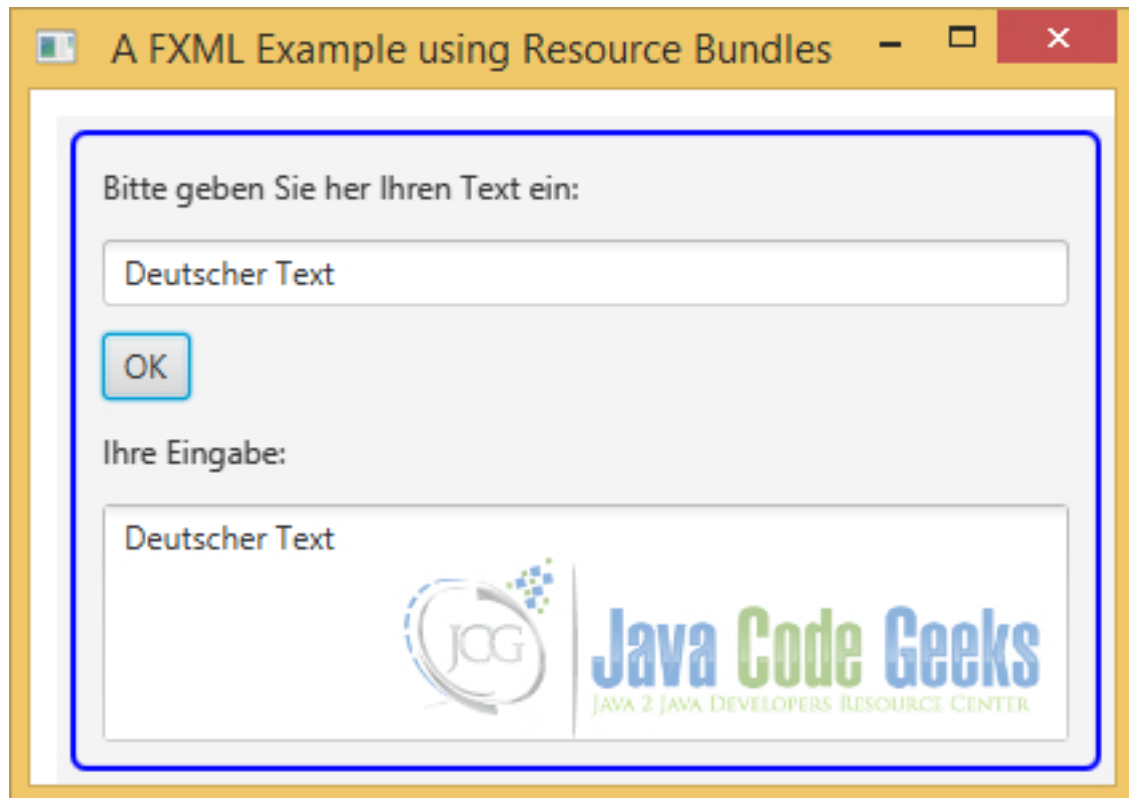 A FXML Example using Resource Bundles
Bitte geben Sie her Ihren Text ein:
Deutscher Text
OK
Ihre Eingabe:
Deutscher Text
JCG
Java Code Geeks
JAVA 2 JAVA DEVELOPERS RESOURCE CENTER